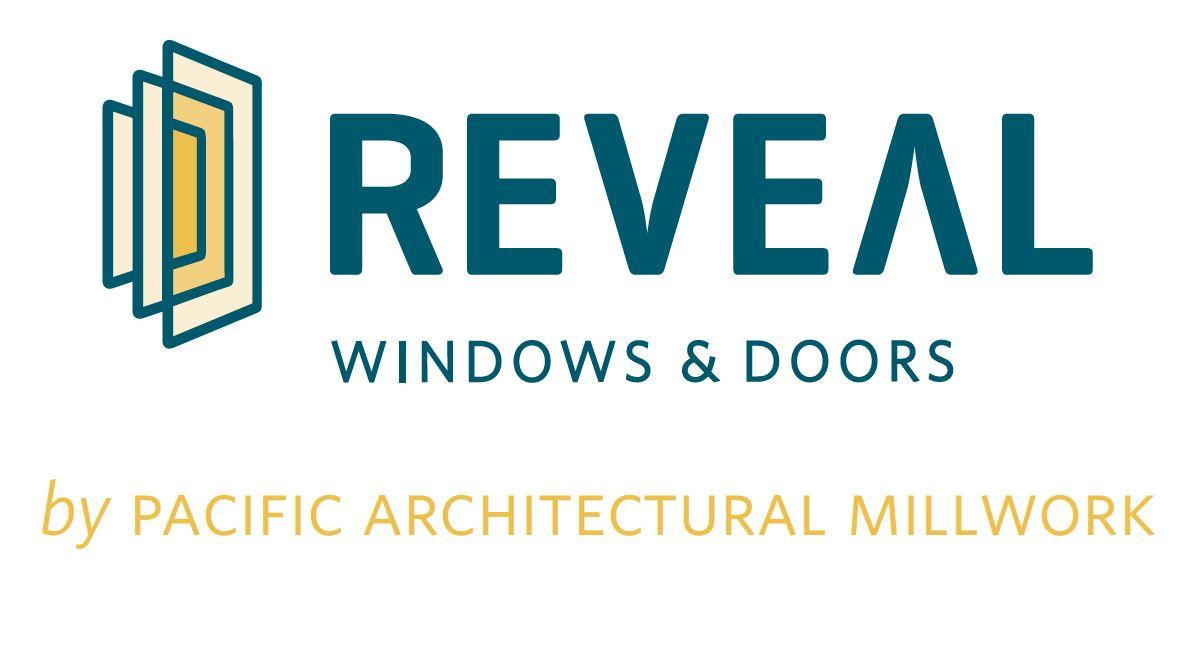 REVEAL
WINDOWS & DOORS
by PACIFIC ARCHITECTURAL MILLWORK